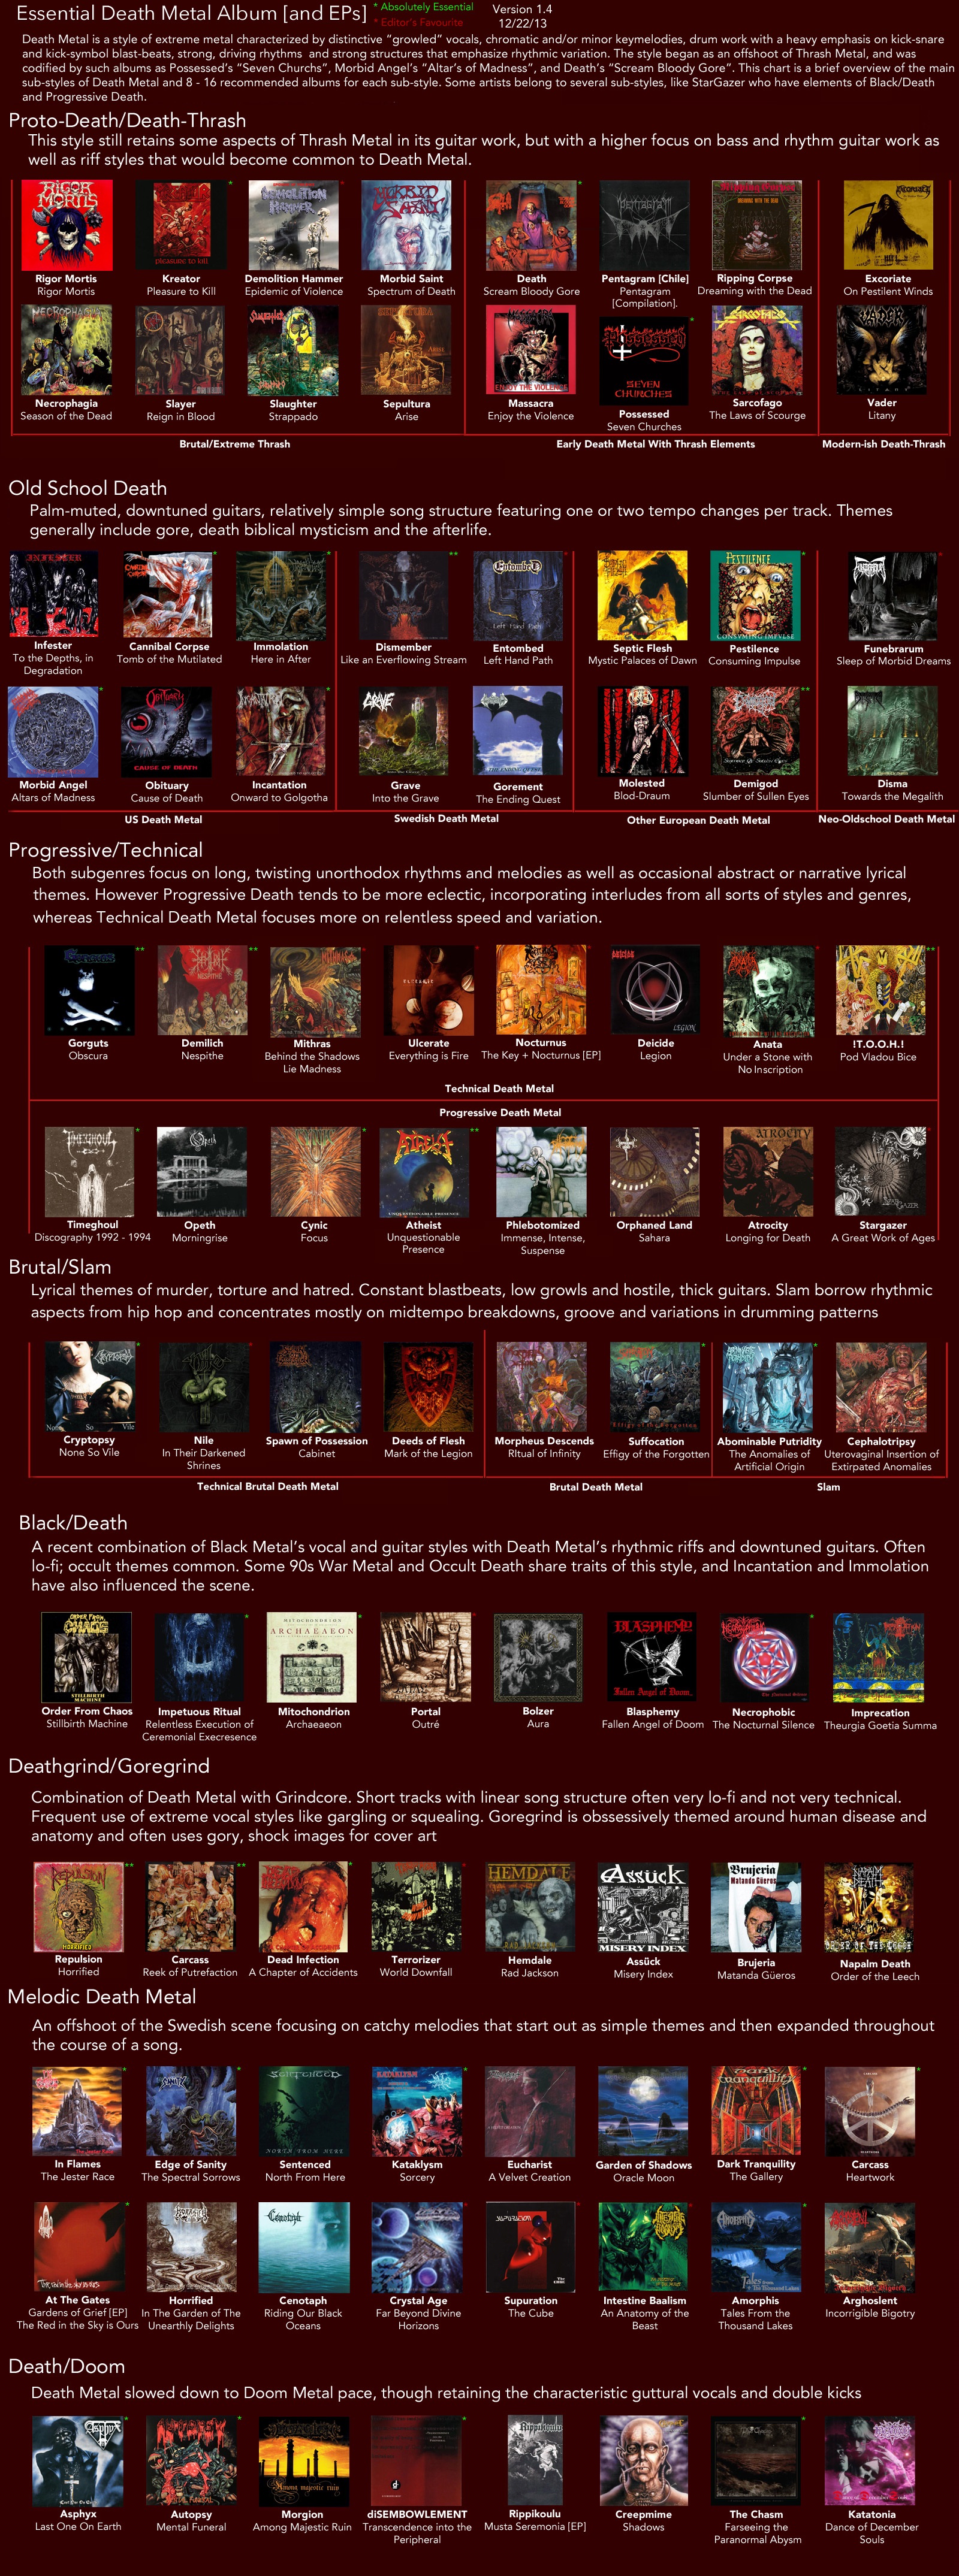 Essential Death Metal Album [and EPs]
* Absolutely Essential
* Editor's Favourite
Version 1.4
12/22/13
Death Metal is a style of extreme metal characterized by distinctive "growled" vocals, chromatic and/or minor keymelodies, drum work with a heavy emphasis on kick-snare
and kick-symbol blast-beats, strong, driving rhythms and strong structures that emphasize rhythmic variation. The style began as an offshoot of Thrash Metal, and was
codified by such albums as Possessed's "Seven Churchs", Morbid Angel's "Altar's of Madness", and Death's "Scream Bloody Gore". This chart is a brief overview of the main
sub-styles of Death Metal and 8 - 16 recommended albums for each sub-style. Some artists belong to several sub-styles, like StarGazer who have elements of Black/Death
and Progressive Death.
Proto-Death/Death-Thrash
This style still retains some aspects of Thrash Metal in its guitar work, but with a higher focus on bass and rhythm guitar work as
well as riff styles that would become common to Death Metal.
Rigor Mortis
Rigor Mortis
Kreator
Pleasure to Kill
Demolition Hammer
Epidemic of Violence
Morbid Saint
Spectrum of Death
Death
Scream Bloody Gore
Pentagram [Chile]
Pentagram
[Compilation].
Ripping Corpse
Dreaming with the Dead
Excoriate
On Pestilent Winds
Necrophagia
Season of the Dead
Slayer
Reign in Blood
Slaughter
Strappado
Sepultura
Arise
Massacra
Enjoy the Violence
Possessed
Seven Churches
Sarcofago
The Laws of Scourge
Vader
Litany
Brutal/Extreme Thrash
Early Death Metal With Thrash Elements
Modern-ish Death-Thrash
Old School Death
Palm-muted, downtuned guitars, relatively simple song structure featuring one or two tempo changes per track. Themes
generally include gore, death biblical mysticism and the afterlife.
Infester
To the Depths, in
Degradation
Cannibal Corpse
Tomb of the Mutilated
Immolation
Here in After
Dismember
Like an Everflowing Stream
Entombed
Left Hand Path
Septic Flesh
Mystic Palaces of Dawn
Pestilence
Consuming Impulse
Funebrarum
Sleep of Morbid Dreams
Morbid Angel
Altars of Madness
Obituary
Cause of Death
Incantation
Onward to Golgotha
Grave
Into the Grave
Gorement
The Ending Quest
Molested
Blod-Draum
Demigod
Slumber of Sullen Eyes
Disma
Towards the Megalith
US Death Metal
Swedish Death Metal
Other European Death Metal
Neo-Oldschool Death Metal
Progressive/Technical
Both subgenres focus on long, twisting unorthodox rhythms and melodies as well as occasional abstract or narrative lyrical
themes. However Progressive Death tends to be more eclectic, incorporating interludes from all sorts of styles and genres,
whereas Technical Death Metal focuses more on relentless speed and variation.
Gorguts
Obscura
Demilich
Nespithe
Mithras
Behind the Shadows
Lie Madness
Ulcerate
Everything is Fire
Nocturnus
The Key + Nocturnus [EP]
Deicide
Legion
Anata
Under a Stone with
No Inscription
!T.O.O.H.!
Pod Vladou Bice
Technical Death Metal
Progressive Death Metal
Timeghoul
Discography 1992 - 1994
Opeth
Morningrise
Cynic
Focus
Atheist
Unquestionable
Presence
Phlebotomized
Immense, Intense,
Suspense
Orphaned Land
Sahara
Atrocity
Longing for Death
Stargazer
A Great Work of Ages
Brutal/Slam
Lyrical themes of murder, torture and hatred. Constant blastbeats, low growls and hostile, thick guitars. Slam borrow rhythmic
aspects from hip hop and concentrates mostly on midtempo breakdowns, groove and variations in drumming patterns
Cryptopsy
None So Vile
Nile
In Their Darkened
Shrines
Spawn of Possession
Cabinet
Deeds of Flesh
Mark of the Legion
Morpheus Descends
RItual of Infinity
Suffocation
Effigy of the Forgotten
Abominable Putridity
The Anomalies of
Artificial Origin
Cephalotripsy
Uterovaginal Insertion of
Extirpated Anomalies
Technical Brutal Death Metal
Brutal Death Metal
Slam
Black/Death
A recent combination of Black Metal's vocal and guitar styles with Death Metal's rhythmic riffs and downtuned guitars. Often
lo-fi; occult themes common. Some 90s War Metal and Occult Death share traits of this style, and Incantation and Immolation
have also influenced the scene.
Order From Chaos
Stillbirth Machine
Impetuous Ritual
Relentless Execution of
Ceremonial Execresence
Mitochondrion
Archaeaeon
Portal
Outré
Bolzer
Aura
Blasphemy
Fallen Angel of Doom
Necrophobic
The Nocturnal Silence
Imprecation
Theurgia Goetia Summa
Deathgrind/Goregrind
Combination of Death Metal with Grindcore. Short tracks with linear song structure often very lo-fi and not very technical.
Frequent use of extreme vocal styles like gargling or squealing. Goregrind is obssessively themed around human disease and
anatomy and often uses gory, shock images for cover art
Repulsion
Horrified
Carcass
Reek of Putrefaction
Dead Infection
A Chapter of Accidents
Terrorizer
World Downfall
Hemdale
Rad Jackson
Assück
Misery Index
Brujeria
Matanda Güeros
Napalm Death
Order of the Leech
Melodic Death Metal
An offshoot of the Swedish scene focusing on catchy melodies that start out as simple themes and then expanded throughout
the course of a song.
In Flames
The Jester Race
Edge of Sanity
The Spectral Sorrows
Sentenced
North From Here
Kataklysm
Sorcery
Eucharist
A Velvet Creation
Garden of Shadows
Oracle Moon
Dark Tranquility
The Gallery
Carcass
Heartwork
At The Gates
Gardens of Grief [EP]
The Red in the Sky is Ours
Horrified
In The Garden of The
Unearthly Delights
Cenotaph
Riding Our Black
Oceans
Crystal Age
Far Beyond Divine
Horizons
Supuration
The Cube
Intestine Baalism
An Anatomy of the
Beast
Amorphis
Tales From the
Thousand Lakes
Arghoslent
Incorrigible Bigotry
Death/Doom
Death Metal slowed down to Doom Metal pace, though retaining the characteristic guttural vocals and double kicks
Asphyx
Last One On Earth
Autopsy
Mental Funeral
Morgion
Among Majestic Ruin
diSEMBOWLEMENT
Transcendence into the
Peripheral
Rippikoulu
Musta Seremonia [EP]
Creepmime
Shadows
The Chasm
Farseeing the
Paranormal Abysm
Katatonia
Dance of December
Souls